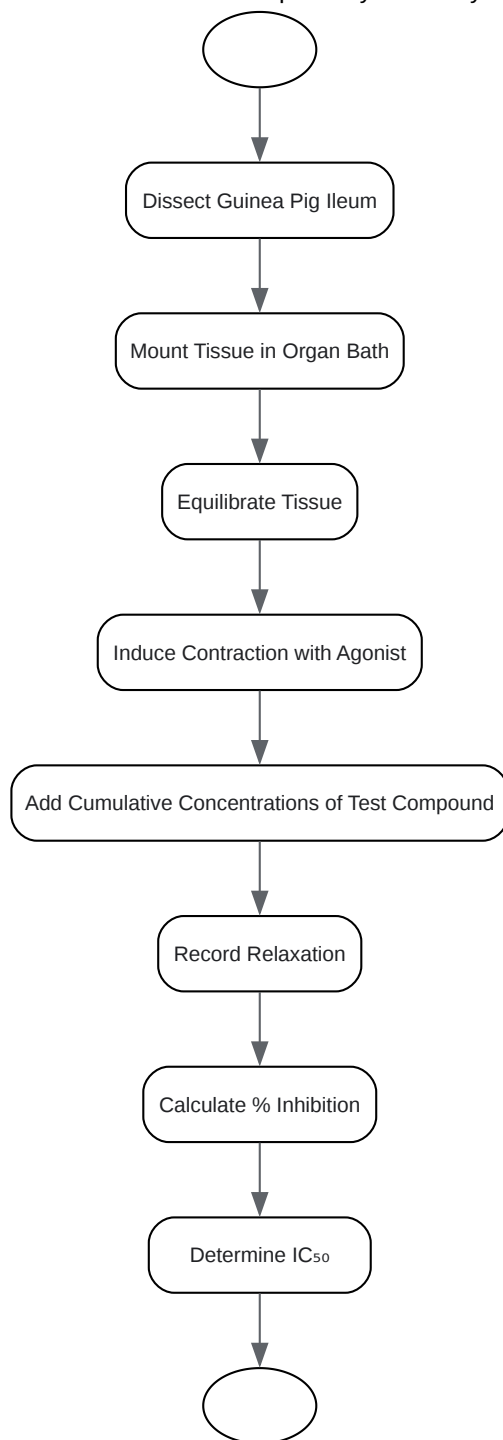 Dissect Guinea Pig Ileum
Mount Tissue in Organ Bath
Equilibrate Tissue
Induce Contraction with Agonist
Add Cumulative Concentrations of Test Compound
Record Relaxation
Calculate % Inhibition
Determine IC₅₀